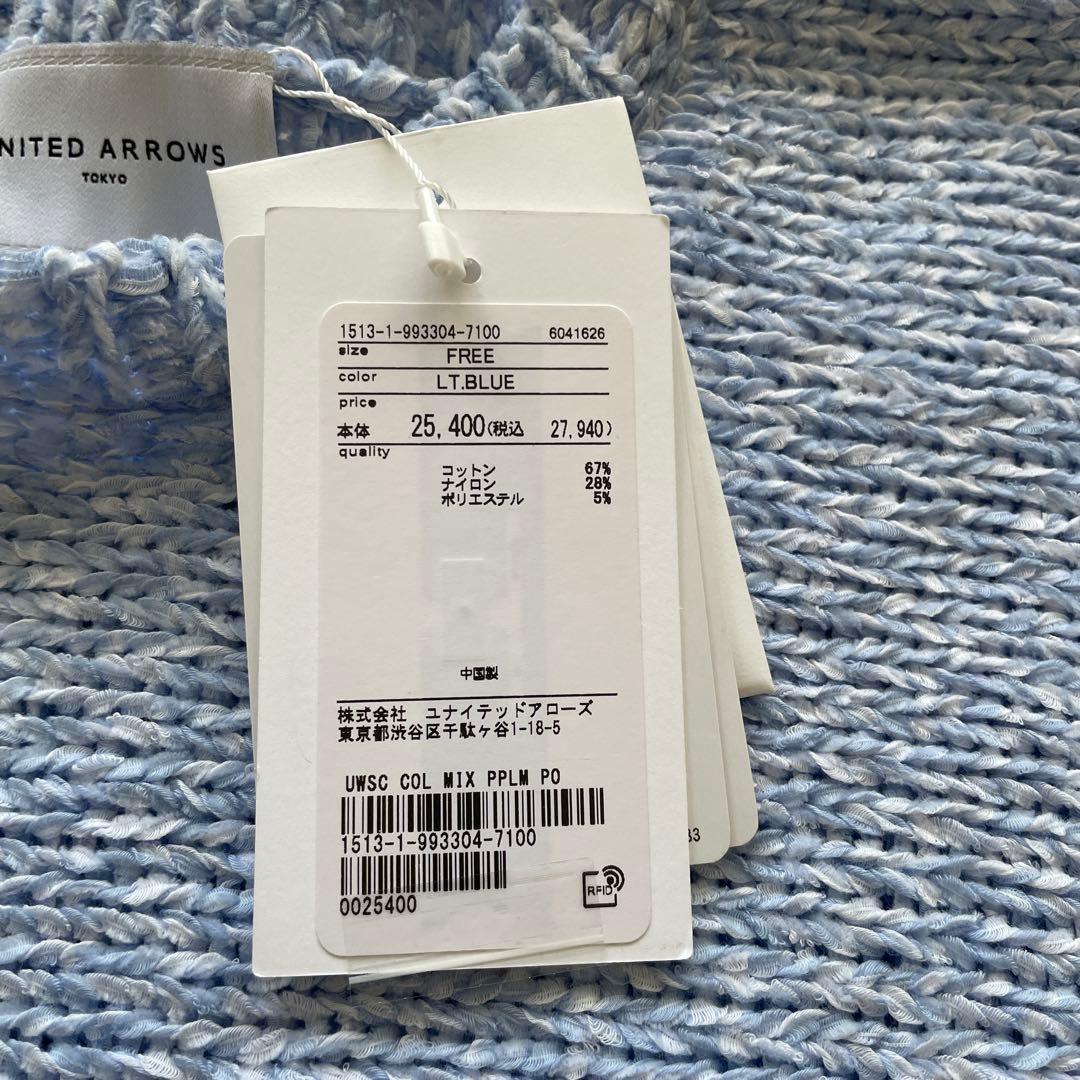 NITED ARROWS
TOKYO
1513-1-993304-7100 6041626
size FREE
color LT.BLUE
price
本体 25,400(税込 27,940)
quality
コットン 67%
ナイロン 28%
ポリエステル 5%
中国製
株式会社 ユナイテッドアローズ
東京都渋谷区千駄ヶ谷1-18-5
UWSC COL MIX PPLM PO
1513-1-993304-7100
0025400
RFID
33